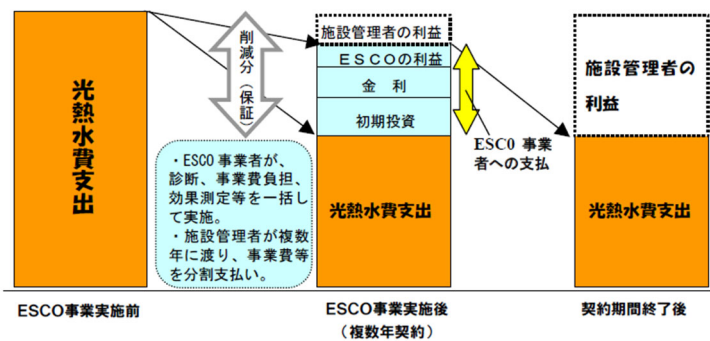 光熱水費支出
削減分（保証）
施設管理者の利益
ＥＳＣＯの利益
金　利
初期投資
光熱水費支出
ESC0 事業
者への支払
施設管理者の
利益
光熱水費支出
・ESCO 事業者が、
診断、事業費負担、
効果測定等を一括し
て実施。
・施設管理者が複数
年に渡り、事業費等
を分割支払い。
ESCO事業実施前
ESCO事業実施後
（複数年契約）
契約期間終了後